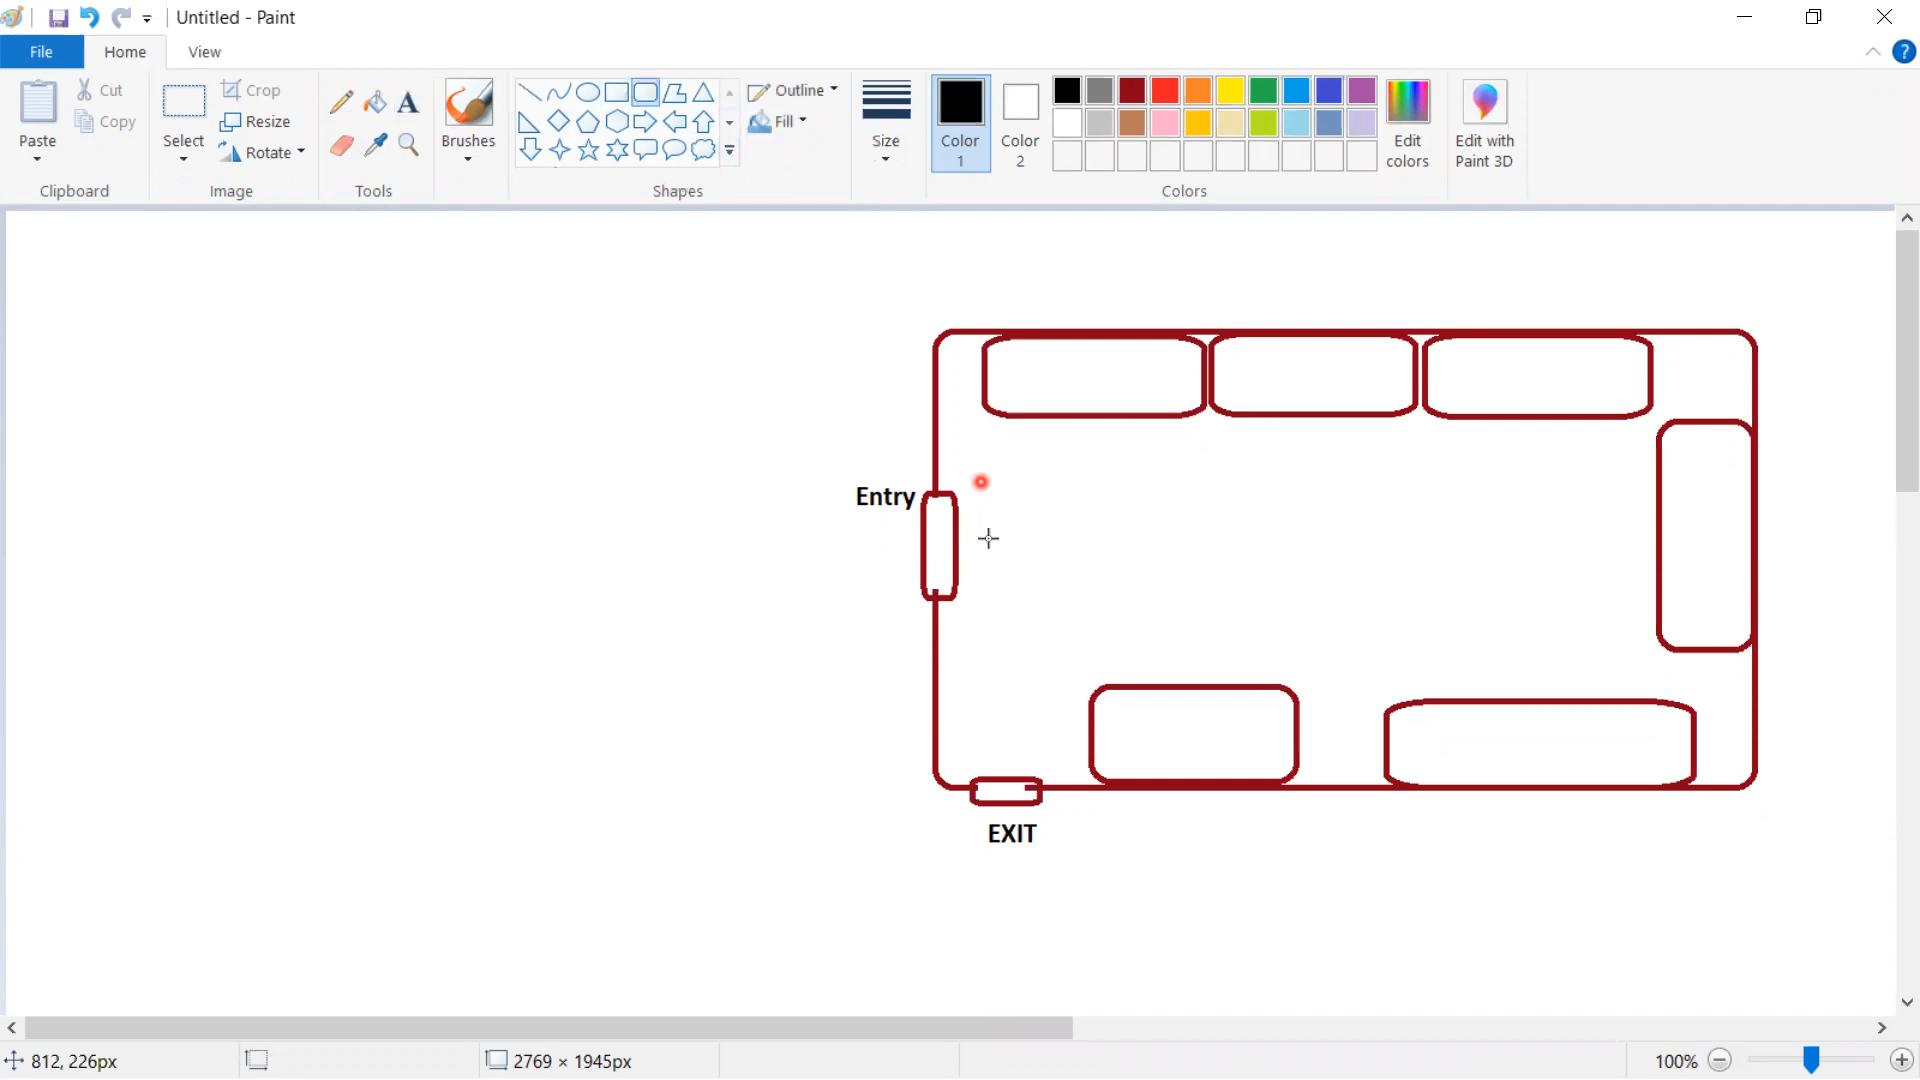 Untitled - Paint
File Home View
Paste
Cut
Copy
Clipboard
Select
Crop
Resize
Rotate
Image
Tools
Brushes
Shapes
Outline
Fill
Size
Color
1
Color
2
Colors
Edit
colors
Edit with
Paint 3D
Entry
EXIT
812, 226px
2769 × 1945px
100%